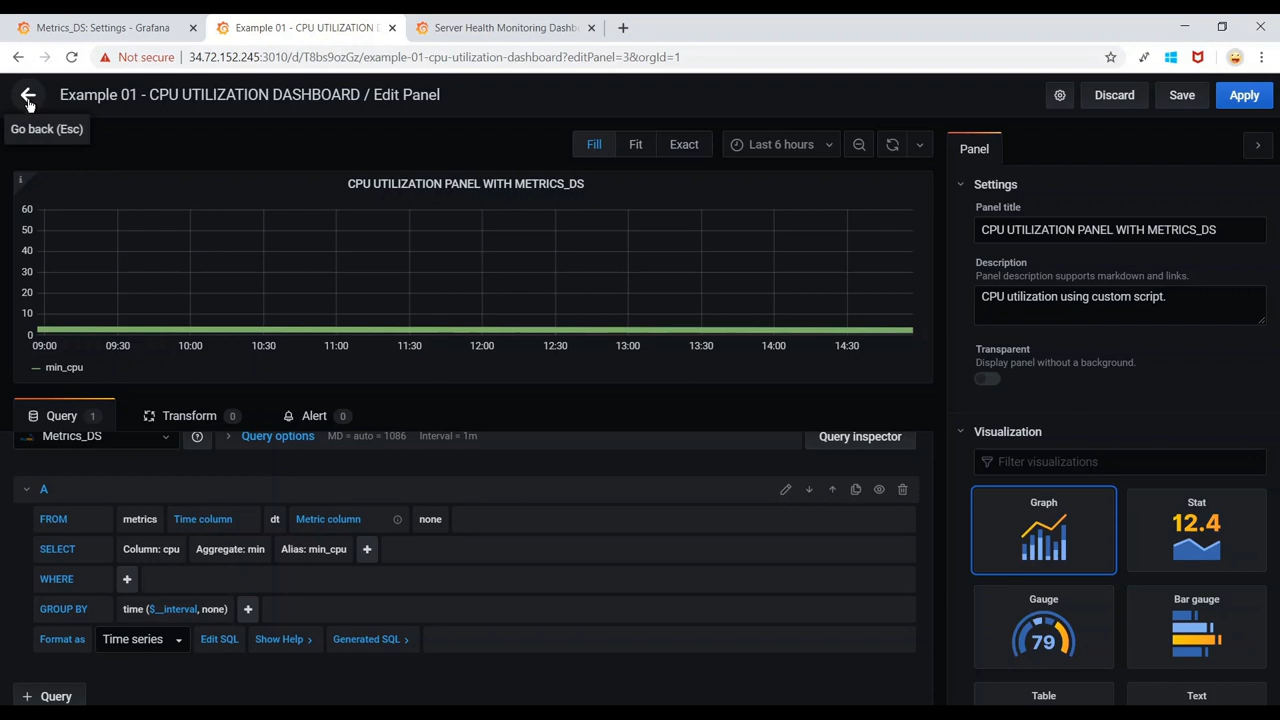 Metrics_DS: Settings - Grafana
Example 01 - CPU UTILIZATION D
Server Health Monitoring Dashb
Not secure
34.72.152.245:3010/d/T8bs9ozGz/example-01-cpu-utilization-dashboard?editPanel=3&orgId=1
Example 01 - CPU UTILIZATION DASHBOARD / Edit Panel
Discard
Save
Apply
Go back (Esc)
Fill
Fit
Exact
Last 6 hours
Panel
CPU UTILIZATION PANEL WITH METRICS_DS
60
50
40
30
20
10
0
09:00 09:30 10:00 10:30 11:00 11:30 12:00 12:30 13:00 13:30 14:00 14:30
min_cpu
Settings
Panel title
CPU UTILIZATION PANEL WITH METRICS_DS
Description
Panel description supports markdown and links.
CPU utilization using custom script.
Transparent
Display panel without a background.
Query 1
Transform 0
Alert 0
Metrics_DS
Query options
MD = auto = 1086
Interval = 1m
Query inspector
A
FROM metrics Time column dt Metric column none
SELECT Column: cpu Aggregate: min Alias: min_cpu +
WHERE +
GROUP BY time ($__interval, none) +
Format as Time series Edit SQL Show Help > Generated SQL >
+ Query
Visualization
Filter visualizations
Graph
Stat
12.4
Gauge
79
Bar gauge
Table
Text